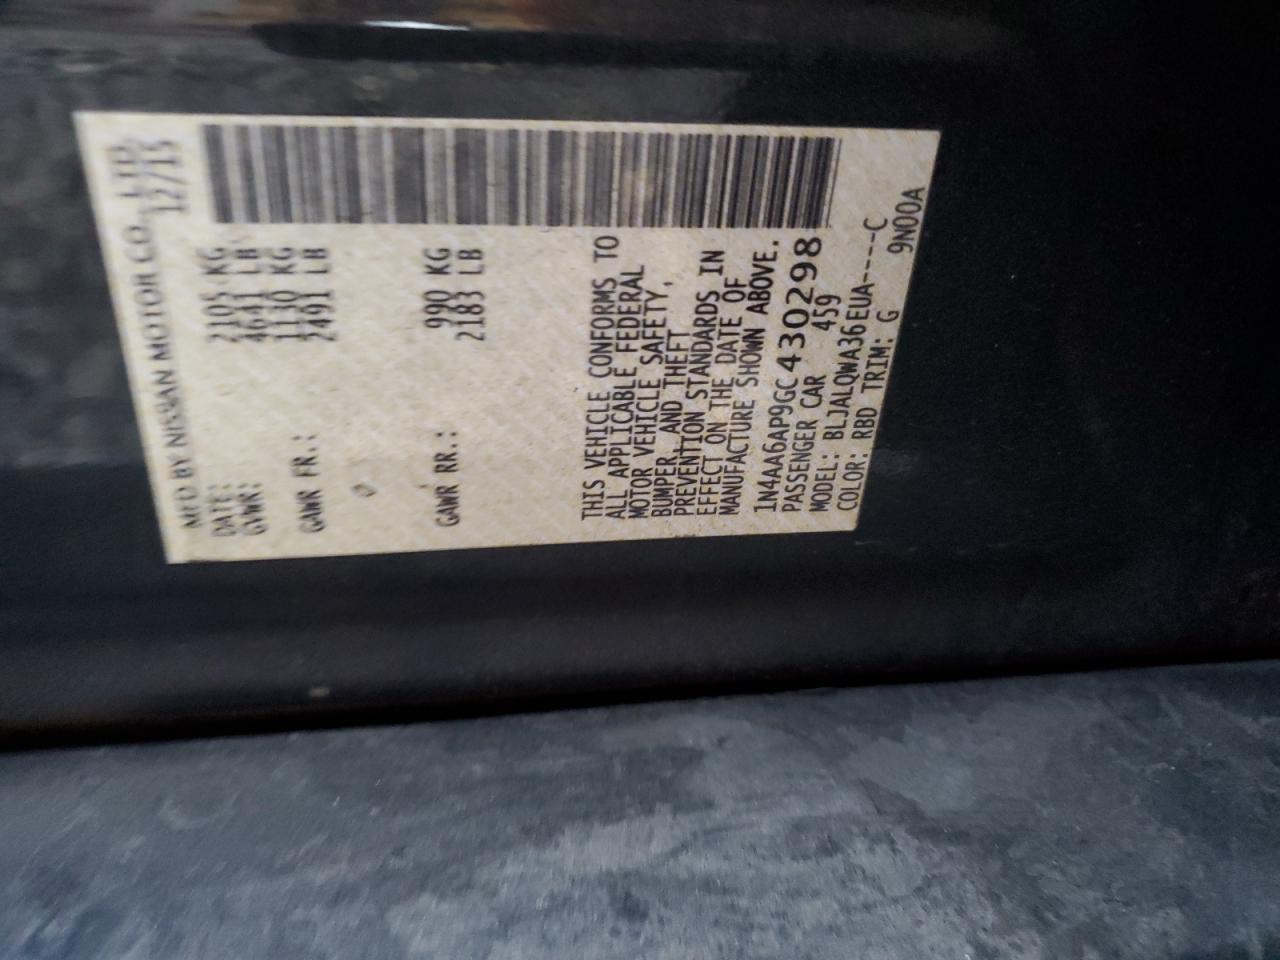 MFD BY NISSAN MOTOR CO., LTD.
DATE: 12/15
GVWR: 2105 KG
4641 LB
GAWR FR.: 1130 KG
2491 LB
GAWR RR.: 990 KG
2183 LB
THIS VEHICLE CONFORMS TO
ALL APPLICABLE FEDERAL
MOTOR VEHICLE SAFETY,
BUMPER, AND THEFT
PREVENTION STANDARDS IN
EFFECT ON THE DATE OF
MANUFACTURE SHOWN ABOVE.
1N4AA6AP9GC430298
PASSENGER CAR 459
MODEL: BLJALQWA36EUA----C
COLOR: RBD TRIM: G 9N00A